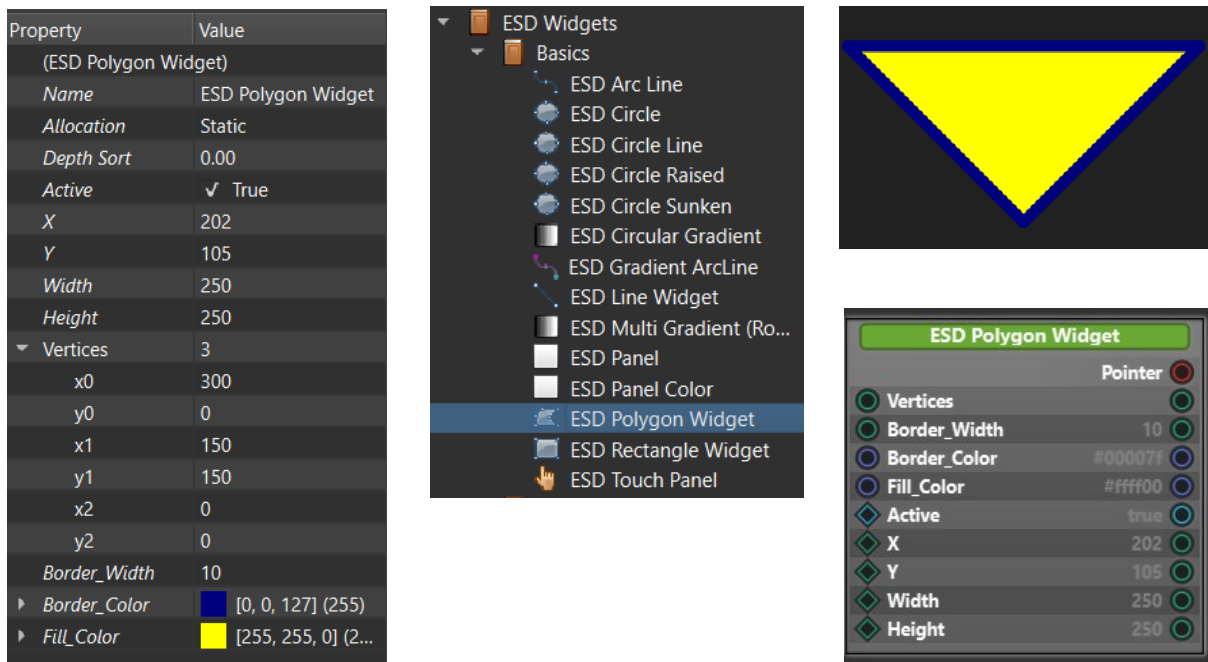 Property Value
(ESD Polygon Widget)
Name ESD Polygon Widget
Allocation Static
Depth Sort 0.00
Active True
X 202
Y 105
Width 250
Height 250
Vertices 3
x0 300
y0 0
x1 150
y1 150
x2 0
y2 0
Border_Width 10
Border_Color [0, 0, 127] (255)
Fill_Color [255, 255, 0] (2...
ESD Widgets
Basics
ESD Arc Line
ESD Circle
ESD Circle Line
ESD Circle Raised
ESD Circle Sunken
ESD Circular Gradient
ESD Gradient ArcLine
ESD Line Widget
ESD Multi Gradient (Ro...
ESD Panel
ESD Panel Color
ESD Polygon Widget
ESD Rectangle Widget
ESD Touch Panel
ESD Polygon Widget
Pointer
Vertices
Border_Width 10
Border_Color #00007f
Fill_Color #ffff00
Active true
X 202
Y 105
Width 250
Height 250